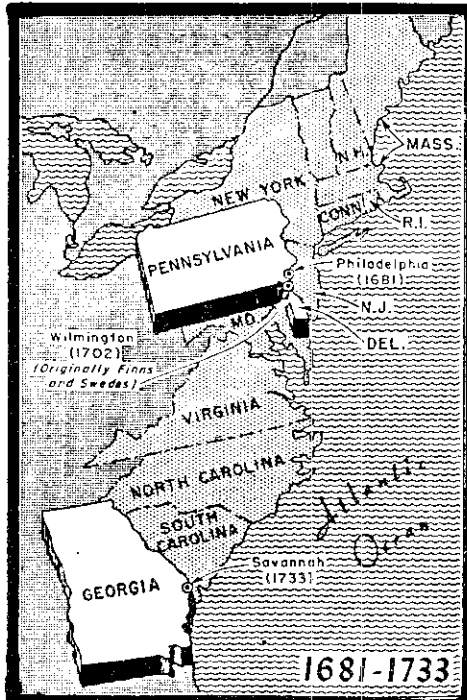 MASS.
N.H.
NEW YORK
CONN.
R.I.
PENNSYLVANIA
Philadelphia
(1681)
N.J.
MD.
DEL.
Wilmington
(1702)
(Originally Finns
and Swedes)
VIRGINIA
NORTH CAROLINA
SOUTH
CAROLINA
Atlantic
Ocean
Savannah
(1733)
GEORGIA
1681-1733